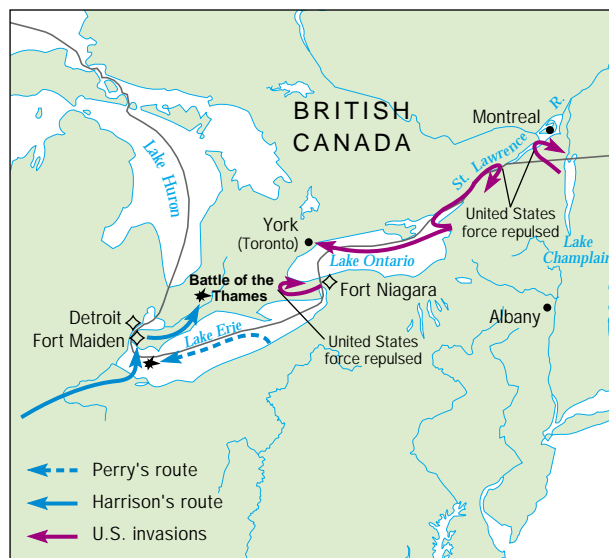 BRITISH
CANADA
Montreal
St. Lawrence R.
Lake Huron
United States
force repulsed
York
(Toronto)
Lake Ontario
Lake
Champlain
Battle of the
Thames
Fort Niagara
Detroit
Fort Maiden
Lake Erie
United States
force repulsed
Albany
Perry's route
Harrison's route
U.S. invasions